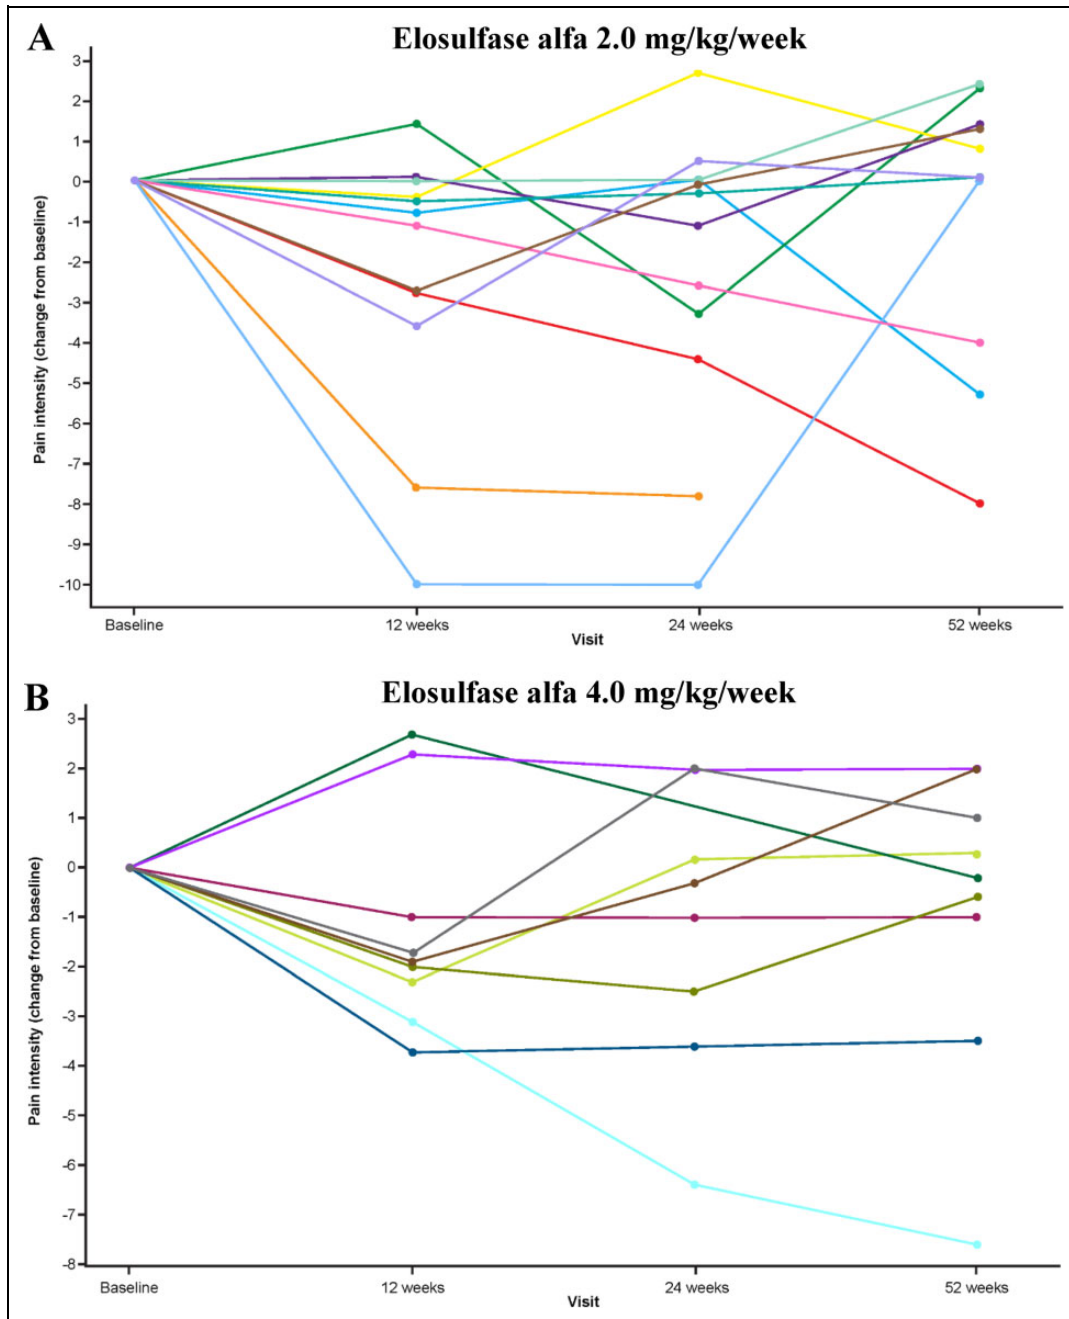 A
Elosulfase alfa 2.0 mg/kg/week
3
2
1
0
-1
-2
-3
-4
-5
-6
-7
-8
-9
-10
Pain intensity (change from baseline)
Baseline 12 weeks 24 weeks 52 weeks
Visit
B
Elosulfase alfa 4.0 mg/kg/week
3
2
1
0
-1
-2
-3
-4
-5
-6
-7
-8
Pain intensity (change from baseline)
Baseline 12 weeks 24 weeks 52 weeks
Visit